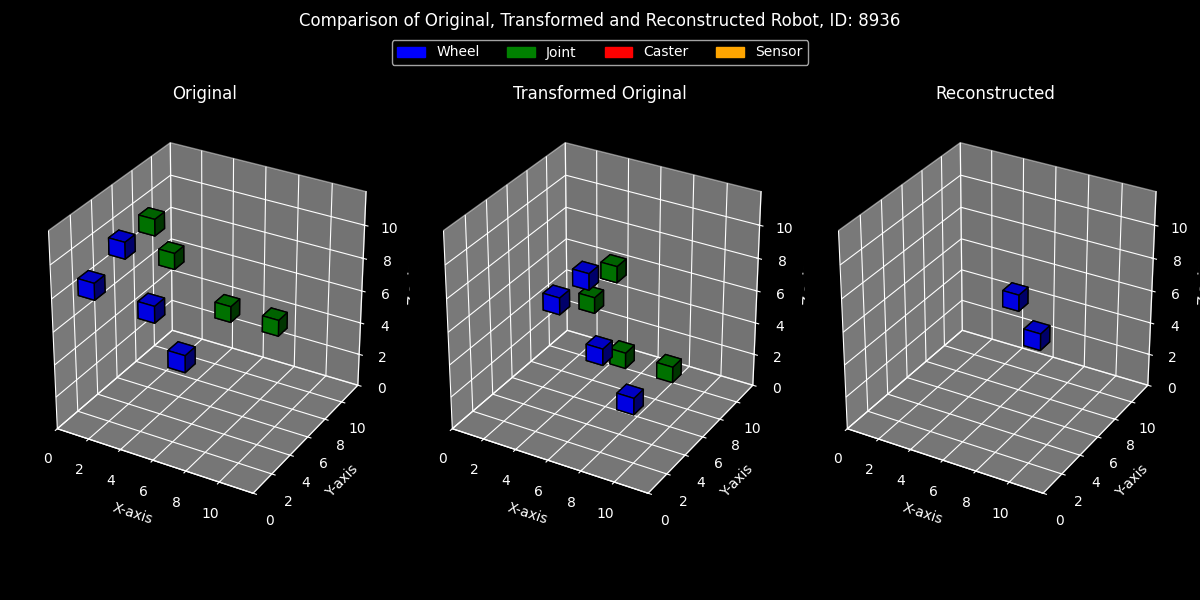 Comparison of Original, Transformed and Reconstructed Robot, ID: 8936
Wheel Joint Caster Sensor
Original Transformed Original Reconstructed
10 10 10
8 8 8
6 6 6
4 4 4
2 2 2
0 0 0
0 2 4 6 8 10 0 2 4 6 8 10 0 2 4 6 8 10
0 2 4 6 8 10 0 2 4 6 8 10 0 2 4 6 8 10
X-axis Y-axis X-axis Y-axis X-axis Y-axis